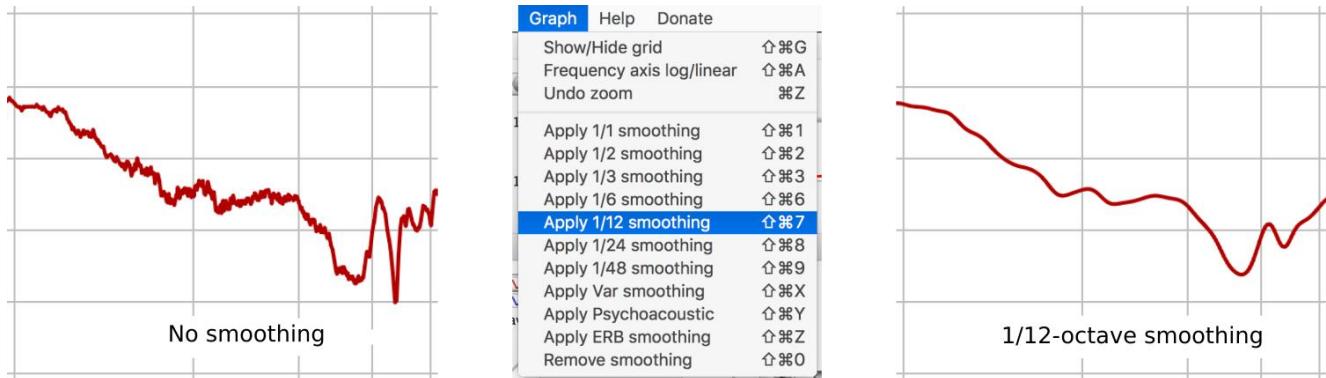 No smoothing
Graph Help Donate
Show/Hide grid ⇧⌘G
Frequency axis log/linear ⇧⌘A
Undo zoom ⌘Z
Apply 1/1 smoothing ⇧⌘1
Apply 1/2 smoothing ⇧⌘2
Apply 1/3 smoothing ⇧⌘3
Apply 1/6 smoothing ⇧⌘6
Apply 1/12 smoothing ⇧⌘7
Apply 1/24 smoothing ⇧⌘8
Apply 1/48 smoothing ⇧⌘9
Apply Var smoothing ⇧⌘X
Apply Psychoacoustic ⇧⌘Y
Apply ERB smoothing ⇧⌘Z
Remove smoothing ⇧⌘0
1/12-octave smoothing